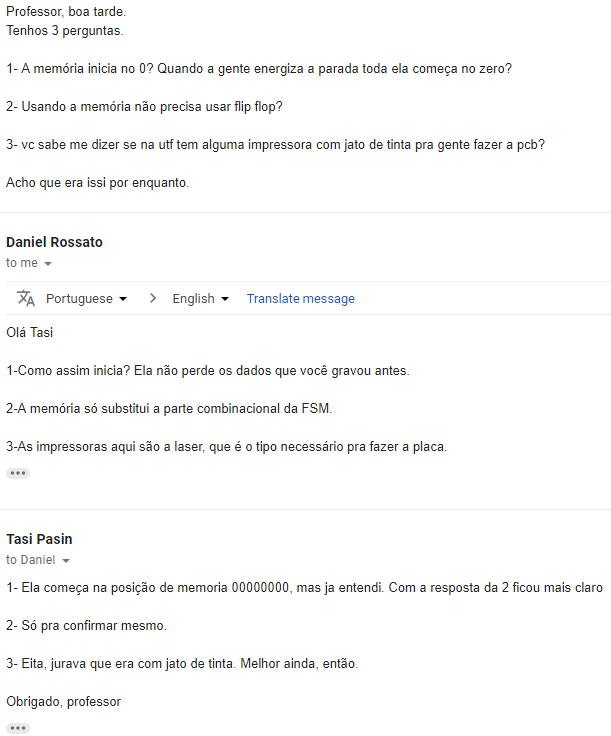 Professor, boa tarde.
Tenhos 3 perguntas.
1- A memória inicia no 0? Quando a gente energiza a parada toda ela começa no zero?
2- Usando a memória não precisa usar flip flop?
3- vc sabe me dizer se na utf tem alguma impressora com jato de tinta pra gente fazer a pcb?
Acho que era issi por enquanto.
Daniel Rossato
to me
Portuguese > English Translate message
Olá Tasi
1-Como assim inicia? Ela não perde os dados que você gravou antes.
2-A memória só substitui a parte combinacional da FSM.
3-As impressoras aqui são a laser, que é o tipo necessário pra fazer a placa.
Tasi Pasin
to Daniel
1- Ela começa na posição de memoria 00000000, mas ja entendi. Com a resposta da 2 ficou mais claro
2- Só pra confirmar mesmo.
3- Eita, jurava que era com jato de tinta. Melhor ainda, então.
Obrigado, professor